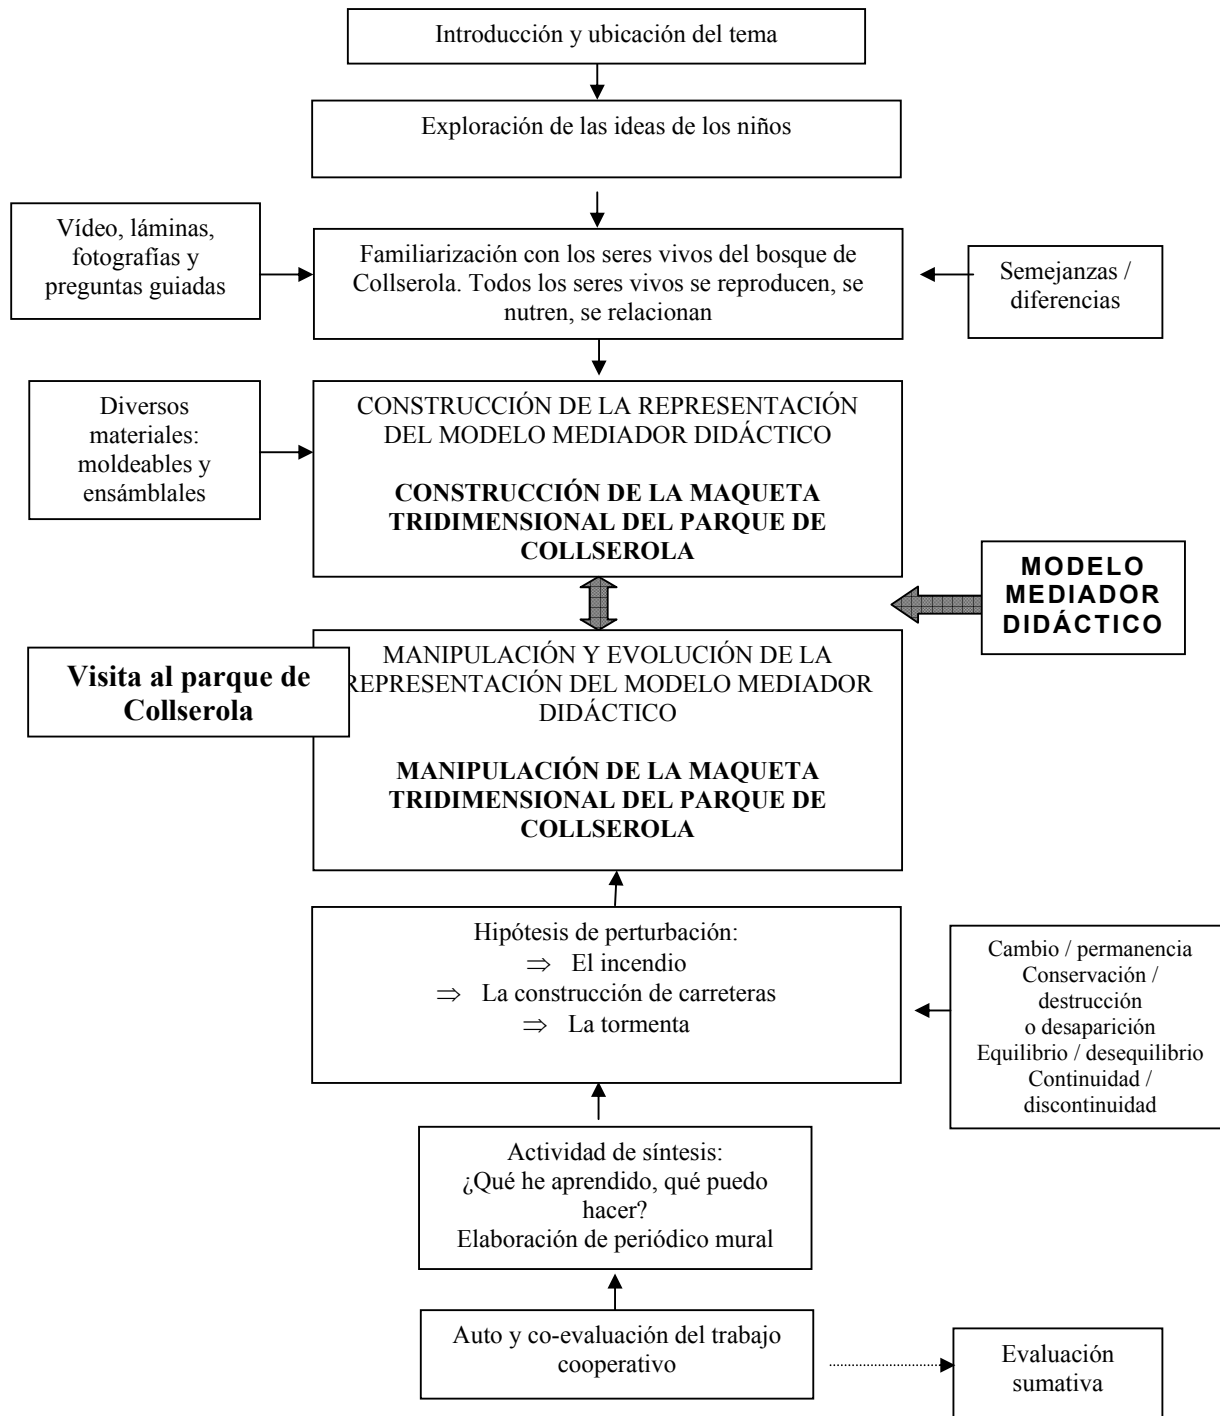 Introducción y ubicación del tema
Exploración de las ideas de los niños
Vídeo, láminas,
fotografías y
preguntas guiadas
Familiarización con los seres vivos del bosque de
Collserola. Todos los seres vivos se reproducen, se
nutren, se relacionan
Semejanzas /
diferencias
Diversos
materiales:
moldeables y
ensámblales
CONSTRUCCIÓN DE LA REPRESENTACIÓN
DEL MODELO MEDIADOR DIDÁCTICO
CONSTRUCCIÓN DE LA MAQUETA
TRIDIMENSIONAL DEL PARQUE DE
COLLSEROLA
MODELO
MEDIADOR
DIDÁCTICO
Visita al parque de
Collserola
MANIPULACIÓN Y EVOLUCIÓN DE LA
REPRESENTACIÓN DEL MODELO MEDIADOR
DIDÁCTICO
MANIPULACIÓN DE LA MAQUETA
TRIDIMENSIONAL DEL PARQUE DE
COLLSEROLA
Hipótesis de perturbación:
⇒ El incendio
⇒ La construcción de carreteras
⇒ La tormenta
Cambio / permanencia
Conservación /
destrucción
o desaparición
Equilibrio / desequilibrio
Continuidad /
discontinuidad
Actividad de síntesis:
¿Qué he aprendido, qué puedo
hacer?
Elaboración de periódico mural
Auto y co-evaluación del trabajo
cooperativo
Evaluación
sumativa